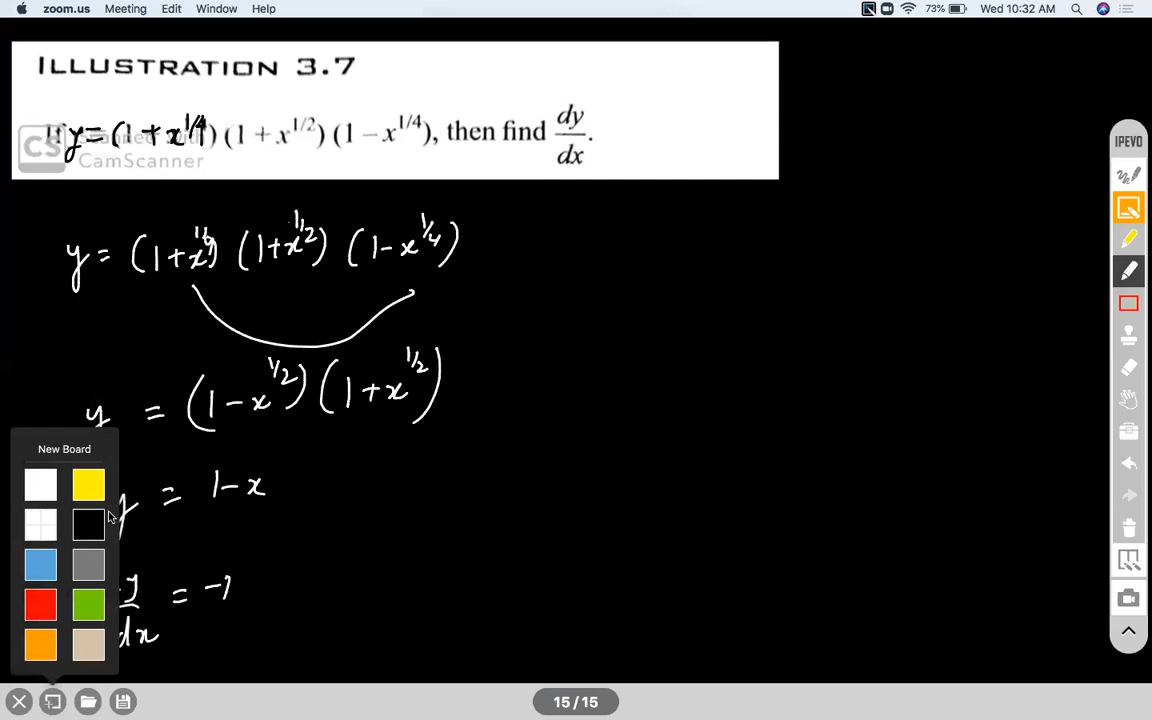 zoom.us Meeting Edit Window Help 73% Wed 10:32 AM
ILLUSTRATION 3.7
If y = (1 + x^1/4) (1 + x^1/2) (1 – x^1/4), then find dy/dx.
CS Scanned with
CamScanner
IPEVO
y = (1+x^1/4) (1+x^1/2) (1-x^1/4)
y = (1-x^1/2) (1+x^1/2)
New Board
y = 1-x
y/dx = -1
15 / 15